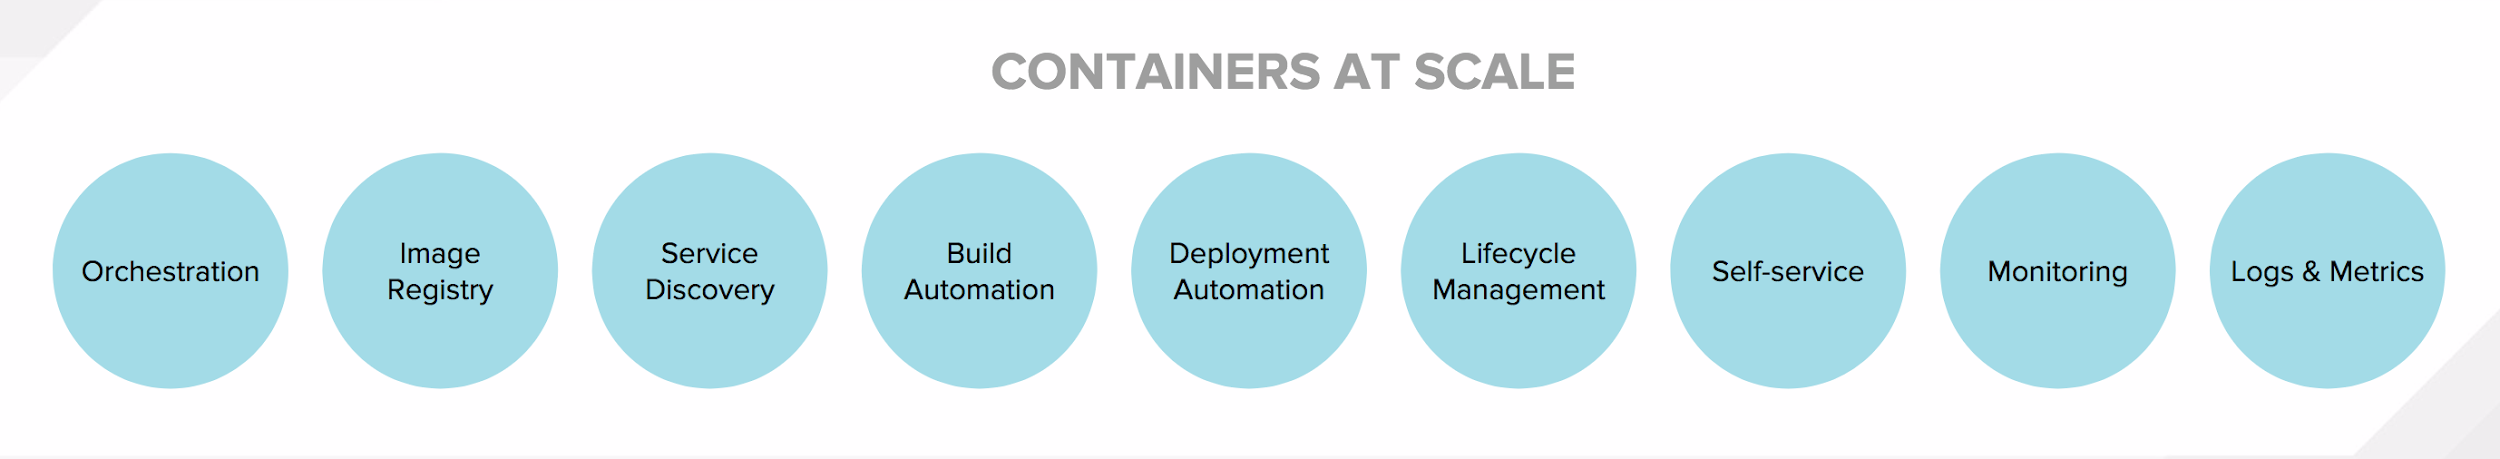 CONTAINERS AT SCALE
Orchestration
Image
Registry
Service
Discovery
Build
Automation
Deployment
Automation
Lifecycle
Management
Self-service
Monitoring
Logs & Metrics